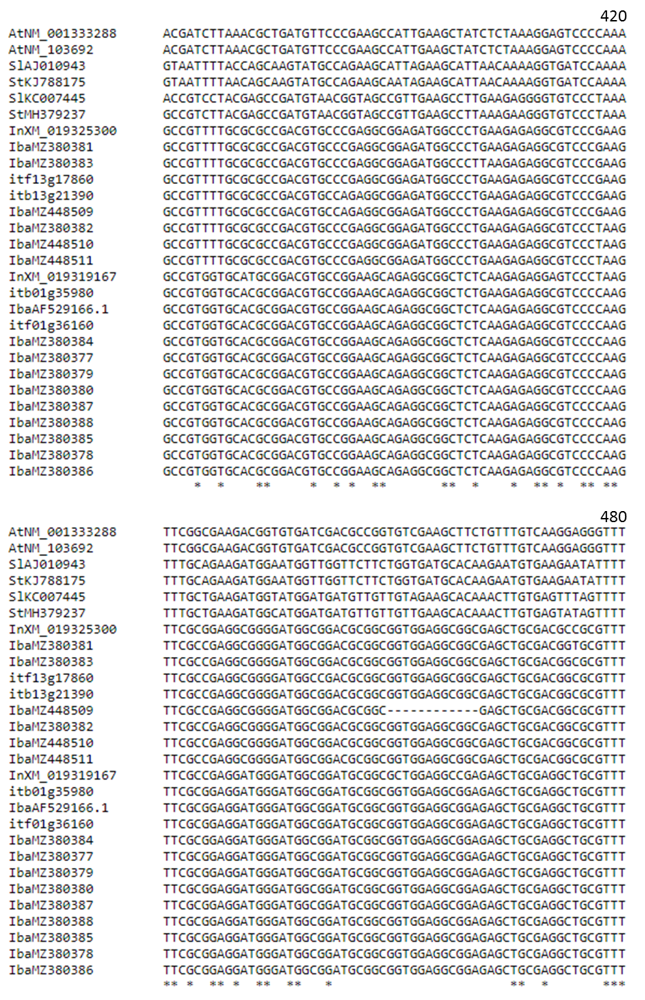 420
AtNM_001333288 ACGATCTTAAACGCTGATGTTCCCGAAGCCATTGAAGCTATCTCTAAAGGAGTCCCCAAA
AtNM_103692 ACGATCTTAAACGCTGATGTTCCCGAAGCCATTGAAGCTATCTCTAAAGGAGTCCCCAAA
SlAJ010943 GTAATTTTACCAGCAAGTATGCCAGAAGCATTAGAAGCATTAACAAAAGGTGATCCAAAA
StKJ788175 GTAATTTTAACAGCAAGTATGCCAGAAGCAATAGAAGCATTAACAAAAGGTGATCCAAAA
SlKC007445 ACCGTCCTACGAGCCGATGTAACGGTAGCCGTTGAAGCCTTGAAGAGGGGTGTCCCTAAA
StMH379237 GCCGTCTTACGAGCCGATGTAACGGTAGCCGTTGAAGCCTTAAAGAAGGGTGTCCCTAAA
InXM_019325300 GCCGTTTTGCGCGCCGACGTGCCCGAGGCGGAGATGGCCCTGAAGAGAGGCGTCCCGAAG
IbaMZ380381 GCCGTTTTGCGCGCCGACGTGCCCGAGGCGGAGATGGCCCTGAAGAGAGGCGTCCCGAAG
IbaMZ380383 GCCGTTTTGCGCGCCGACGTGCCCGAGGCGGAGATGGCCCTTAAGAGAGGCGTCCCGAAG
itf13g17860 GCCGTTTTGCGCGCCGACGTGCCCGAGGCGGAGATGGCCCTGAAGAGAGGCGTCCCGAAG
itb13g21390 GCCGTTTTGCGCGCCGACGTGCCAGAGGCGGAGATGGCCCTGAAGAGAGGCGTCCCGAAG
IbaMZ448509 GCCGTTTTGCGCGCCGACGTGCCAGAGGCGGAGATGGCCCTGAAGAGAGGCGTCCCGAAG
IbaMZ380382 GCCGTTTTGCGCGCCGACGTGCCCGAGGCGGAGATGGCCCTGAAGAGAGGCGTCCCTAAG
IbaMZ448510 GCCGTTTTGCGCGCCGACGTGCCCGAGGCGGAGATGGCCCTGAAGAGAGGCGTCCCTAAG
IbaMZ448511 GCCGTTTTGCGCGCCGACGTGCCCGAGGCGGAGATGGCCCTGAAGAGAGGCGTCCCTAAG
InXM_019319167 GCCGTGGTGCATGCGGACGTGCCGGAAGCAGAGGCGGCTCTCAAGAGGAGAGTCCCTAAG
itb01g35980 GCCGTGGTGCACGCGGACGTGCCGGAAGCAGAGGCGGCTCTGAAGAGAGGCGTCCCCAAG
IbaAF529166.1 GCCGTGGTGCACGCGGACGTGCCGGAAGCAGAGGCGGCTCTCAAGAGAGGCGTCCCCAAG
itf01g36160 GCCGTGGTGCACGCGGACGTGCCGGAAGCAGAGGCGGCTCTCAAGAGAGGCGTCCCCAAG
IbaMZ380384 GCCGTGGTGCACGCGGACGTGCCGGAAGCAGAGGCGGCTCTCAAGAGAGGCGTCCCCAAG
IbaMZ380377 GCCGTGGTGCACGCGGACGTGCCGGAAGCAGAGGCGGCTCTCAAGAGAGGCGTCCCCAAG
IbaMZ380379 GCCGTGGTGCACGCGGACGTGCCGGAAGCAGAGGCGGCTCTCAAGAGAGGCGTCCCCAAG
IbaMZ380380 GCCGTGGTGCACGCGGACGTGCCGGAAGCAGAGGCGGCTCTCAAGAGAGGCGTCCCCAAG
IbaMZ380387 GCCGTGGTGCACGCGGACGTGCCGGAAGCAGAGGCGGCTCTCAAGAGAGGCGTCCCCAAG
IbaMZ380388 GCCGTGGTGCACGCGGACGTGCCGGAAGCAGAGGCGGCTCTCAAGAGAGGCGTCCCCAAG
IbaMZ380385 GCCGTGGTGCACGCGGACGTGCCGGAAGCAGAGGCGGCTCTCAAGAGAGGCGTCCCCAAG
IbaMZ380378 GCCGTGGTGCACGCGGACGTGCCGGAAGCAGAGGCGGCTCTCAAGAGAGGCGTCCCCAAG
IbaMZ380386 GCCGTGGTGCACGCGGACGTGCCGGAAGCAGAGGCGGCTCTCAAGAGAGGCGTCCCCAAG
*  *    **     *  * *  **       **  *    *  ** *  ** **
480
AtNM_001333288 TTCGGCGAAGACGGTGTGATCGACGCCGGTGTCGAAGCTTCTGTTTGTCAAGGAGGGTTT
AtNM_103692 TTCGGCGAAGACGGTGTGATCGACGCCGGTGTCGAAGCTTCTGTTTGTCAAGGAGGGTTT
SlAJ010943 TTTGCAGAAGATGGAATGGTTGGTTCTTCTGGTGATGCACAAGAATGTGAAGAATATTTT
StKJ788175 TTTGCAGAAGATGGAATGGTTGGTTCTTCTGGTGATGCACAAGAATGTGAAGAATATTTT
SlKC007445 TTTGCTGAAGATGGTATGGATGATGTTGTTGTAGAAGCACAAACTTGTGAGTTTAGTTTT
StMH379237 TTTGCTGAAGATGGCATGGATGATGTTGTTGTTGAAGCACAAACTTGTGAGTATAGTTTT
InXM_019325300 TTCGCGGAGGCGGGGATGGCGGACGCGGCGGTGGAGGCGGCGAGCTGCGACGCCGCGTTT
IbaMZ380381 TTCGCCGAGGCGGGGATGGCGGACGCGGCGGTGGAGGCGGCGAGCTGCGACGGTGCGTTT
IbaMZ380383 TTCGCCGAGGCGGGGATGGCGGACGCGGCGGTGGAGGCGGCGAGCTGCGACGGCGCGTTT
itf13g17860 TTCGCCGAGGCGGGGATGGCCGACGCGGCGGTGGAGGCGGCGAGCTGCGACGGCGCGTTT
itb13g21390 TTCGCCGAGGCGGGGATGGCGGACGCGGCGGTGGAGGCGGCGAGCTGCGACGGCGCGTTT
IbaMZ448509 TTCGCCGAGGCGGGGATGGCGGACGCGGC------------GAGCTGCGACGGCGCGTTT
IbaMZ380382 TTCGCCGAGGCGGGGATGGCGGACGCGGCGGTGGAGGCGGCGAGCTGCGACGGCGCGTTT
IbaMZ448510 TTCGCCGAGGCGGGGATGGCGGACGCGGCGGTGGAGGCGGCGAGCTGCGACGGCGCGTTT
IbaMZ448511 TTCGCCGAGGCGGGGATGGCGGACGCGGCGGTGGAGGCGGCGAGCTGCGACGGCGCGTTT
InXM_019319167 TTCGCCGAGGATGGGATGGCGGATGCGGCGCTGGAGGCCGAGAGCTGCGAGGCTGCGTTT
itb01g35980 TTCGCGGAGGATGGGATGGCGGATGCGGCGGTGGAGGCGGAGAGCTGCGAGGCTGCGTTT
IbaAF529166.1 TTCGCGGAGGATGGGATGGCGGATGCGGCGGTGGAGGCGGAGAGCTGCGAGGCTGCGTTT
itf01g36160 TTCGCGGAGGATGGGATGGCGGATGCGGCGGTGGAGGCGGAGAGCTGCGAGGCTGCGTTT
IbaMZ380384 TTCGCGGAGGATGGGATGGCGGATGCGGCGGTGGAGGCGGAGAGCTGCGAGGCTGCGTTT
IbaMZ380377 TTCGCGGAGGATGGGATGGCGGATGCGGCGGTGGAGGCGGAGAGCTGCGAGGCTGCGTTT
IbaMZ380379 TTCGCGGAGGATGGGATGGCGGATGCGGCGGTGGAGGCGGAGAGCTGCGAGGCTGCGTTT
IbaMZ380380 TTCGCGGAGGATGGGATGGCGGATGCGGCGGTGGAGGCGGAGAGCTGCGAGGCTGCGTTT
IbaMZ380387 TTCGCGGAGGATGGGATGGCGGATGCGGCGGTGGAGGCGGAGAGCTGCGAGGCTGCGTTT
IbaMZ380388 TTCGCGGAGGATGGGATGGCGGATGCGGCGGTGGAGGCGGAGAGCTGCGAGGCTGCGTTT
IbaMZ380385 TTCGCGGAGGATGGGATGGCGGATGCGGCGGTGGAGGCGGAGAGCTGCGAGGCTGCGTTT
IbaMZ380378 TTCGCGGAGGATGGGATGGCGGATGCGGCGGTGGAGGCGGAGAGCTGCGAGGCTGCGTTT
IbaMZ380386 TTCGCGGAGGATGGGATGGCGGATGCGGCGGTGGAGGCGGAGAGCTGCGAGGCTGCGTTT
** *  ** *  **  **   *                       **  *       ***